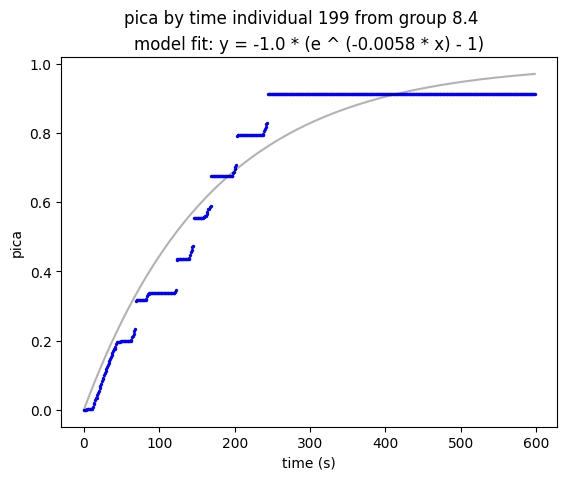 pica by time individual 199 from group 8.4
model fit: y = -1.0 * (e ^ (-0.0058 * x) - 1)
1.0
0.8
0.6
0.4
0.2
0.0
pica
0 100 200 300 400 500 600
time (s)